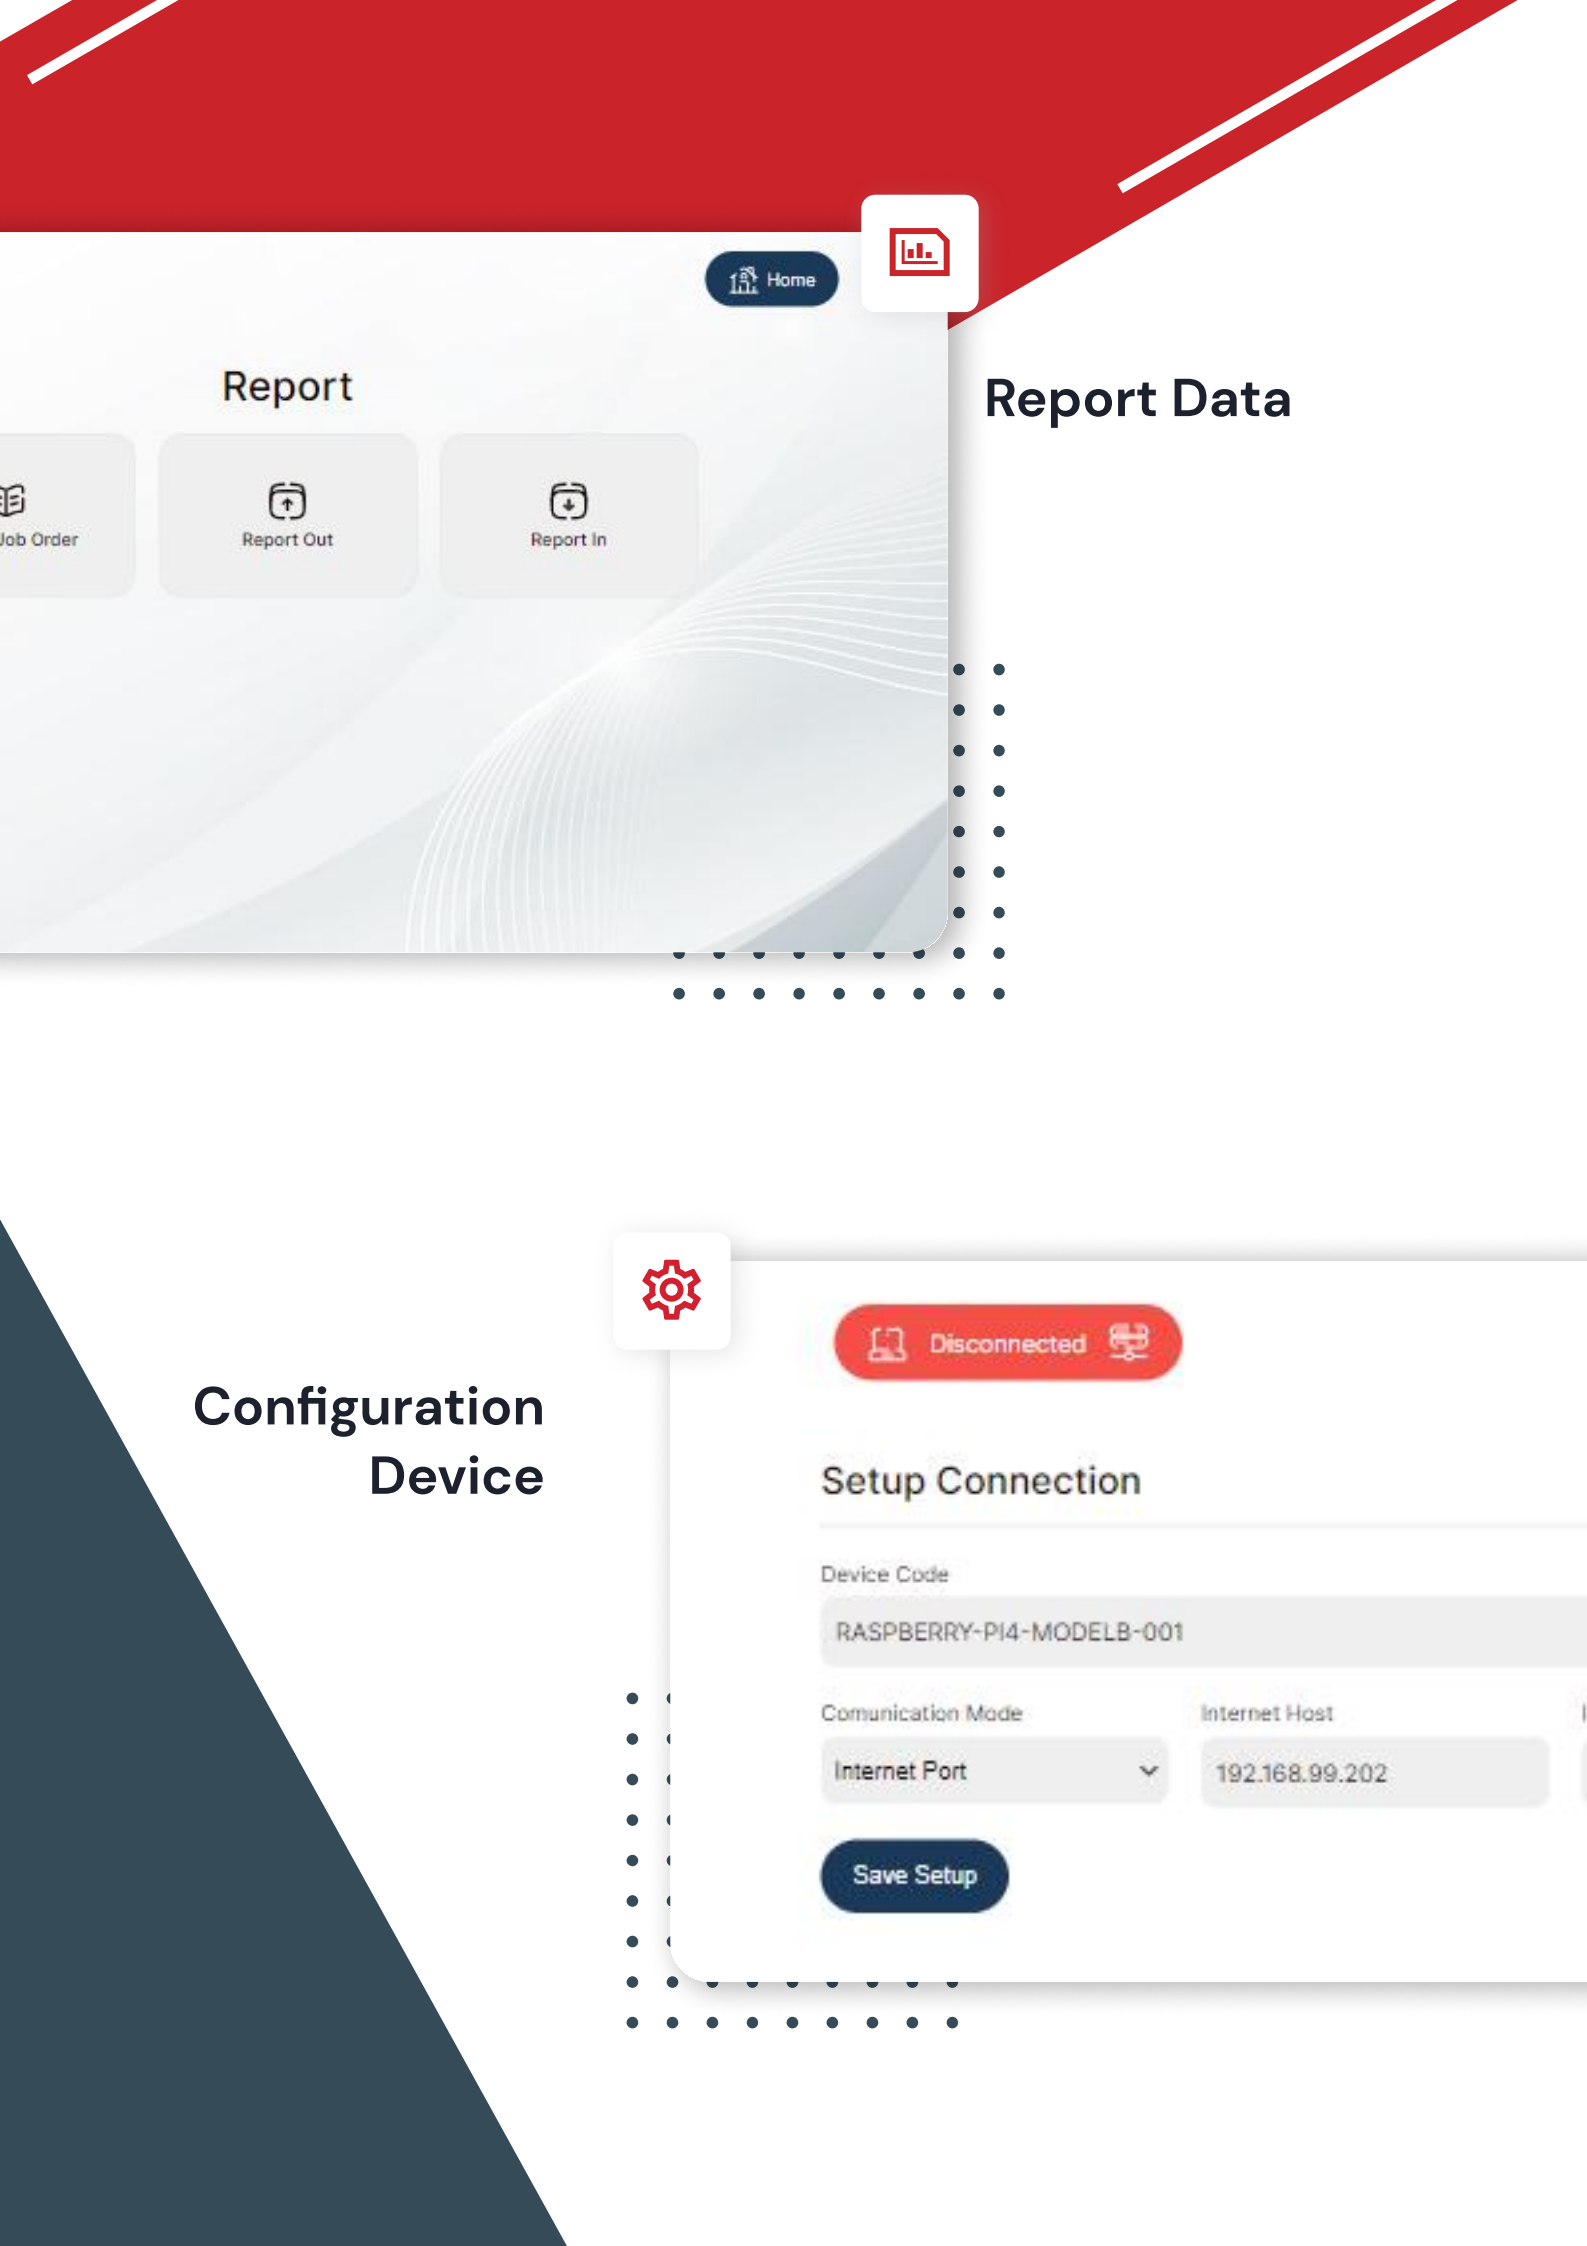 Home
Report
Report Data
Job Order
Report Out
Report In
Disconnected
Configuration
Device
Setup Connection
Device Code
RASPBERRY-PI4-MODELB-001
Comunication Mode
Internet Host
Internet Port
192.168.99.202
Save Setup